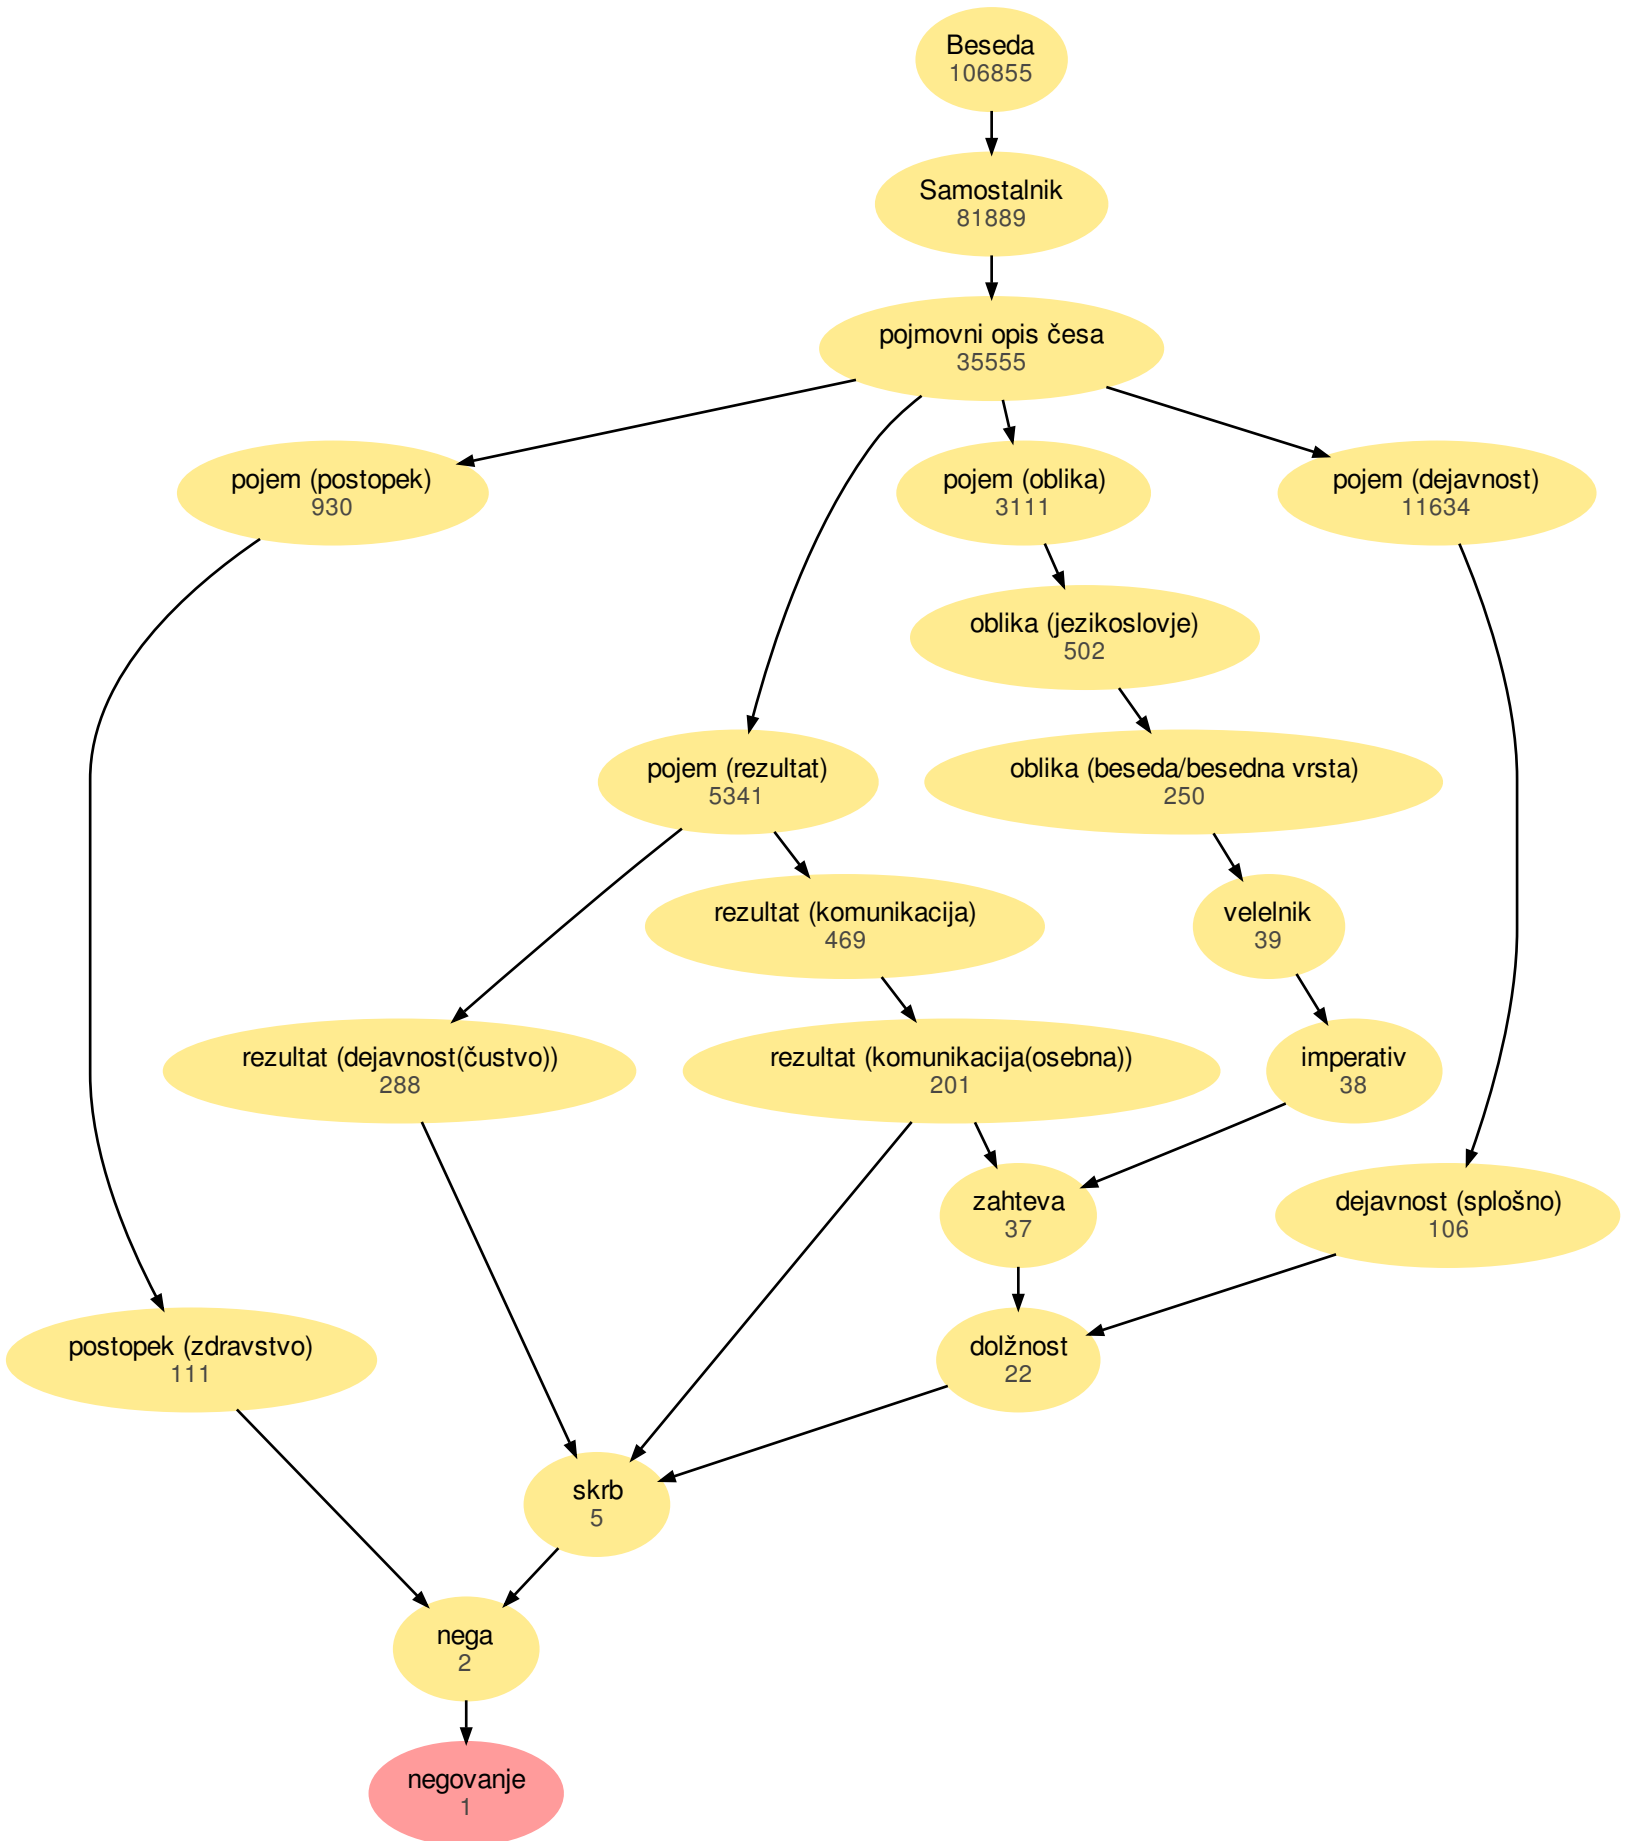 Beseda
106855
Samostalnik
81889
pojmovni opis česa
35555
pojem (postopek)
930
pojem (oblika)
3111
pojem (dejavnost)
11634
oblika (jezikoslovje)
502
pojem (rezultat)
5341
oblika (beseda/besedna vrsta)
250
rezultat (komunikacija)
469
velelnik
39
rezultat (dejavnost(čustvo))
288
rezultat (komunikacija(osebna))
201
imperativ
38
zahteva
37
dejavnost (splošno)
106
postopek (zdravstvo)
111
dolžnost
22
skrb
5
nega
2
negovanje
1